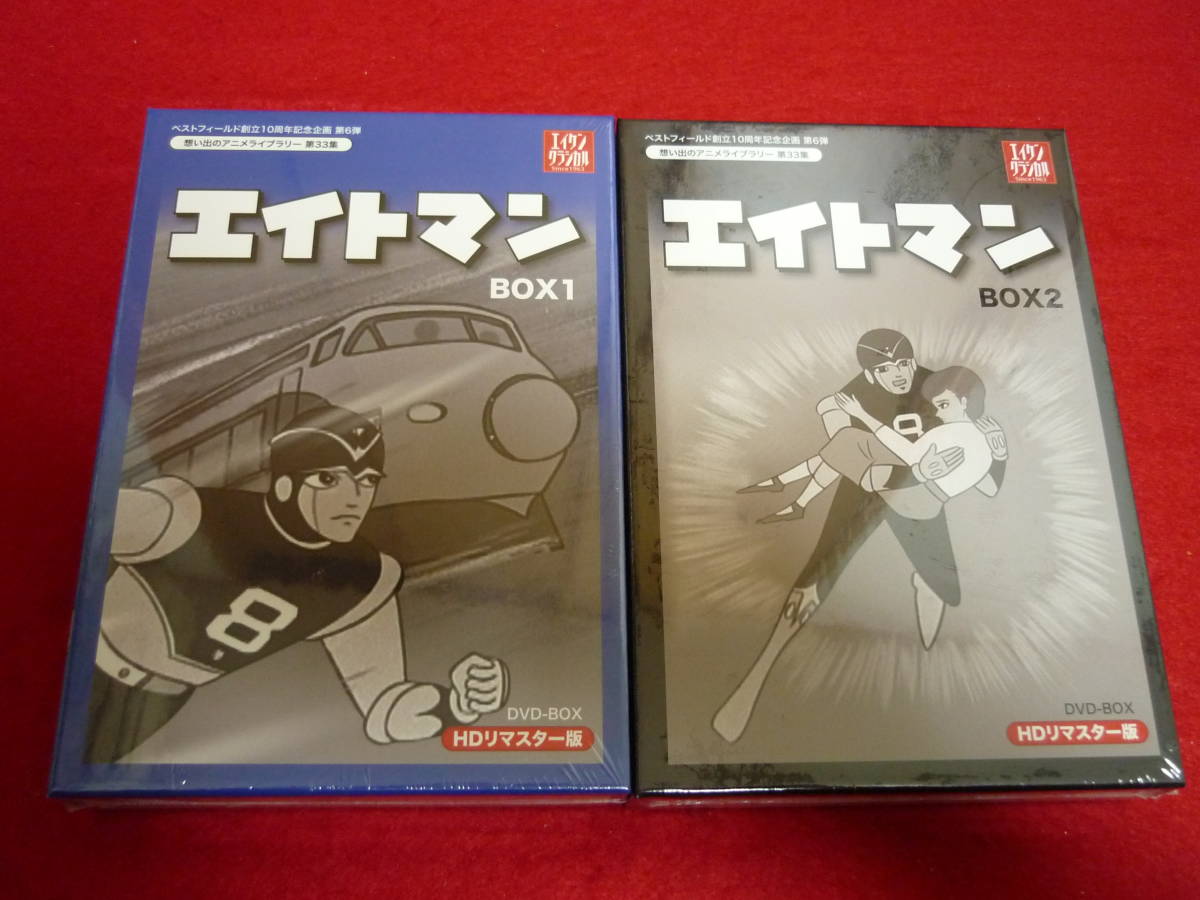 ベストフィールド創立10周年記念企画 第6弾
想い出のアニメライブラリー 第33集
エイケン
クラシカル
Since1963
エイトマン
BOX1
8
DVD-BOX
HDリマスター版
ベストフィールド創立10周年記念企画 第6弾
想い出のアニメライブラリー 第33集
エイケン
クラシカル
Since1963
エイトマン
BOX2
8
DVD-BOX
HDリマスター版